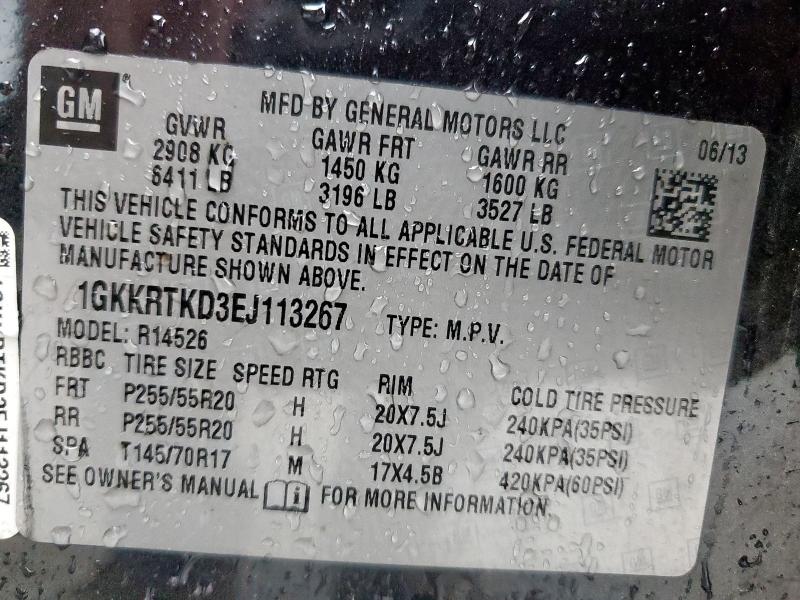 GM
MFD BY GENERAL MOTORS LLC
06/13
GVWR GAWR FRT GAWR RR
2908 KG 1450 KG 1600 KG
6411 LB 3196 LB 3527 LB
THIS VEHICLE CONFORMS TO ALL APPLICABLE U.S. FEDERAL MOTOR
VEHICLE SAFETY STANDARDS IN EFFECT ON THE DATE OF
MANUFACTURE SHOWN ABOVE.
1GKKRTKD3EJ113267 TYPE: M.P.V.
MODEL: R14526
RBBC TIRE SIZE SPEED RTG RIM COLD TIRE PRESSURE
FRT P255/55R20 H 20X7.5J 240KPA(35PSI)
RR P255/55R20 H 20X7.5J 240KPA(35PSI)
SPA T145/70R17 M 17X4.5B 420KPA(60PSI)
SEE OWNER'S MANUAL FOR MORE INFORMATION